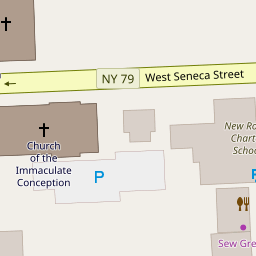 NY 79 West Seneca Street
New Ro
Chart
Schoo
Church
of the
Immaculate
Conception
P
Sew Gre